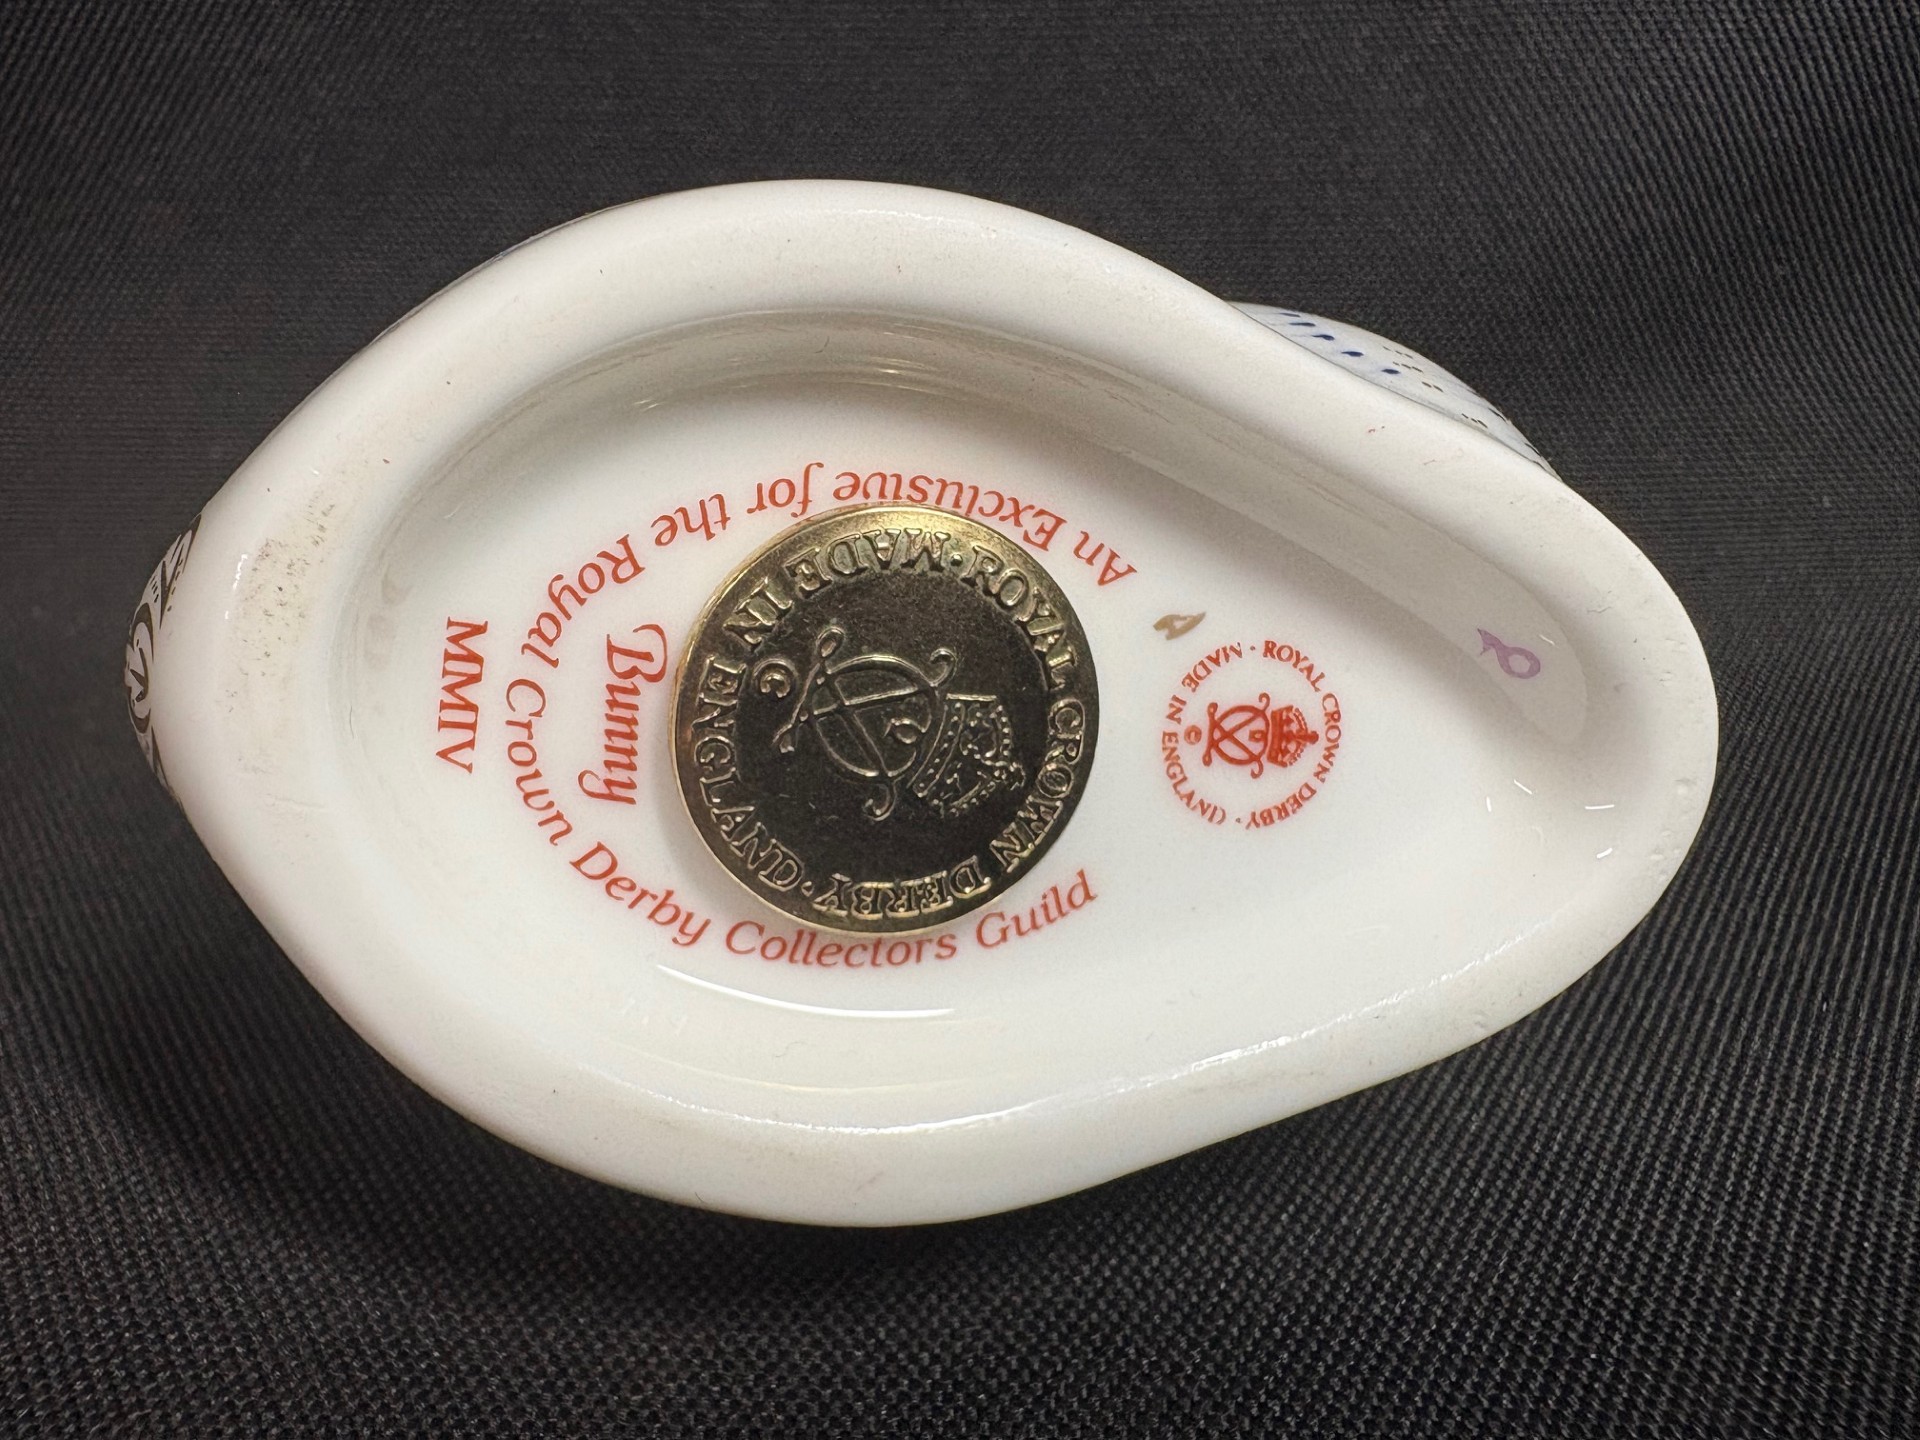 An Exclusive for the Royal Crown Derby Collectors Guild
Bunny
MMIV
ROYAL CROWN DERBY · MADE IN ENGLAND ·
©
ROYAL CROWN DERBY · MADE IN ENGLAND ·
©